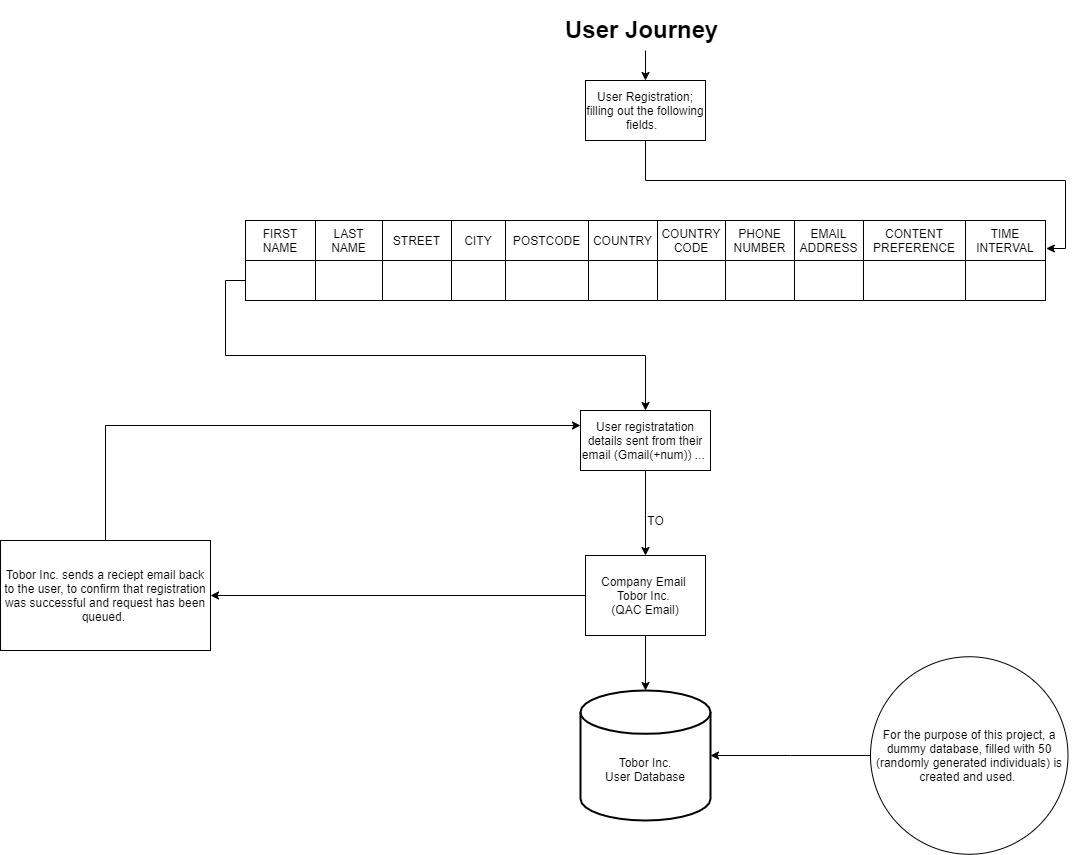 User Journey
User Registration;
filling out the following
fields.
FIRST NAME
LAST NAME
STREET
CITY
POSTCODE
COUNTRY
COUNTRY CODE
PHONE NUMBER
EMAIL ADDRESS
CONTENT PREFERENCE
TIME INTERVAL
User registratation
details sent from their
email (Gmail(+num)) ...
TO
Company Email
Tobor Inc.
(QAC Email)
Tobor Inc. sends a reciept email back
to the user, to confirm that registration
was successful and request has been
queued.
Tobor Inc.
User Database
For the purpose of this project, a
dummy database, filled with 50
(randomly generated individuals) is
created and used.